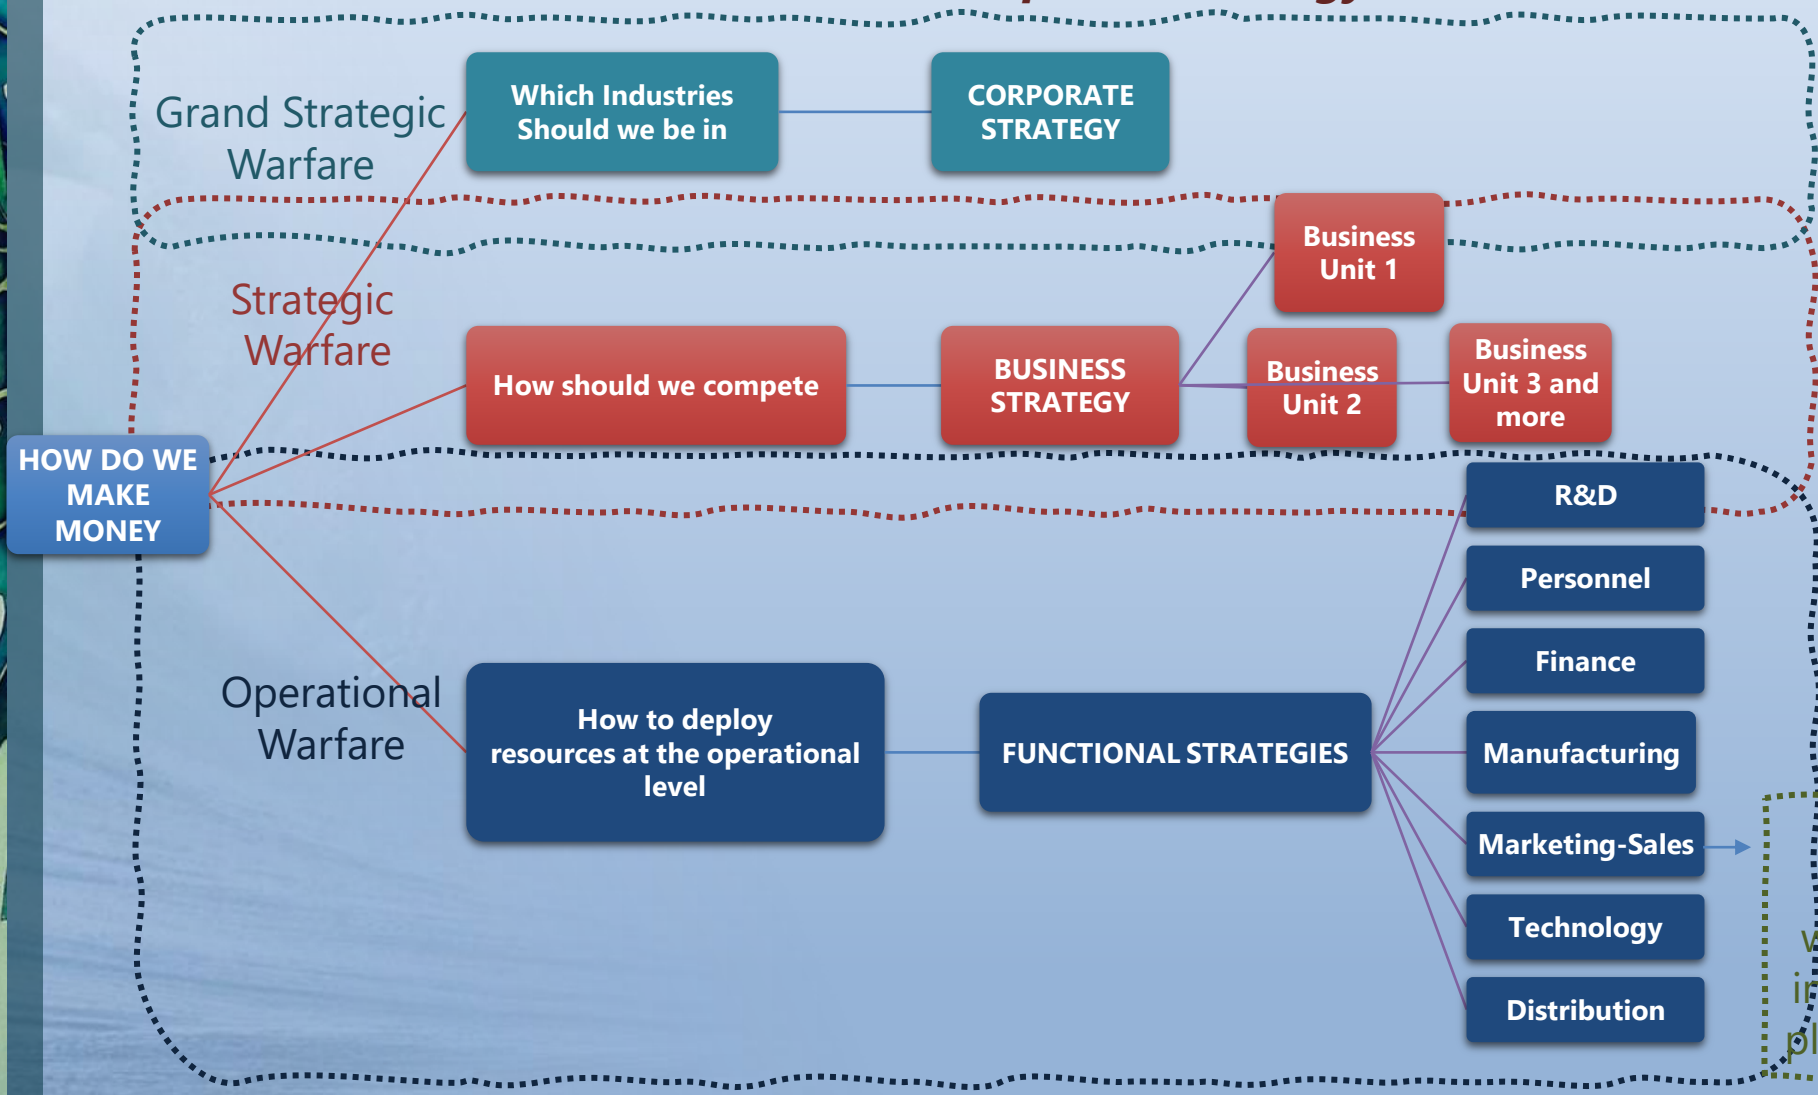 Grand Strategic
Warfare
Which Industries
Should we be in
CORPORATE
STRATEGY
Strategic
Warfare
How should we compete
BUSINESS
STRATEGY
Business
Unit 1
Business
Unit 2
Business
Unit 3 and
more
HOW DO WE
MAKE
MONEY
Operational
Warfare
How to deploy
resources at the operational
level
FUNCTIONAL STRATEGIES
R&D
Personnel
Finance
Manufacturing
Marketing-Sales
Technology
Distribution